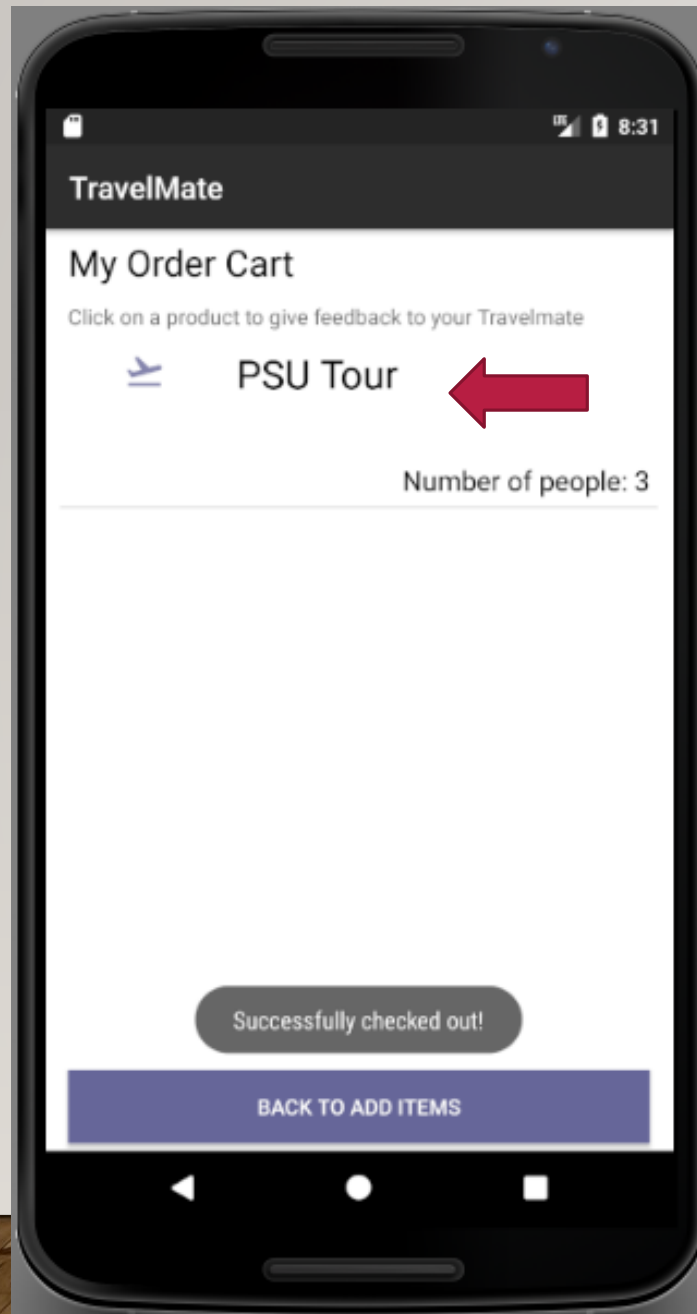 LTE 8:31
TravelMate
My Order Cart
Click on a product to give feedback to your Travelmate
PSU Tour
Number of people: 3
Successfully checked out!
BACK TO ADD ITEMS